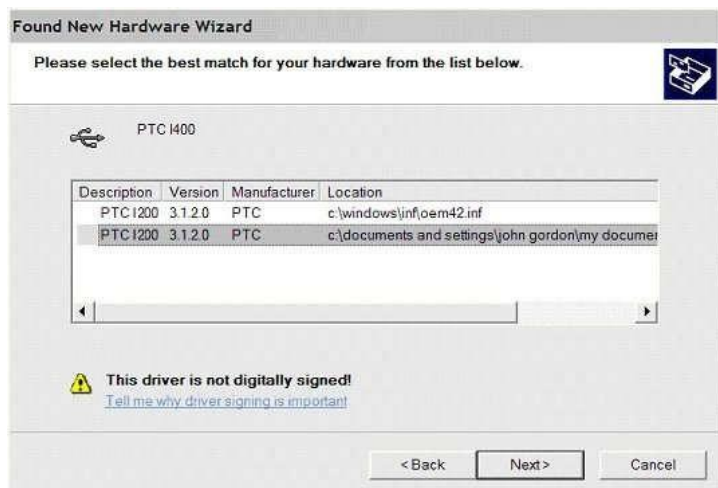 Found New Hardware Wizard
Please select the best match for your hardware from the list below.
PTC I400
Description Version Manufacturer Location
PTC I200 3.1.2.0 PTC c:\windows\inf\oem42.inf
PTC I200 3.1.2.0 PTC c:\documents and settings\john gordon\my documen
This driver is not digitally signed!
Tell me why driver signing is important
< Back Next > Cancel